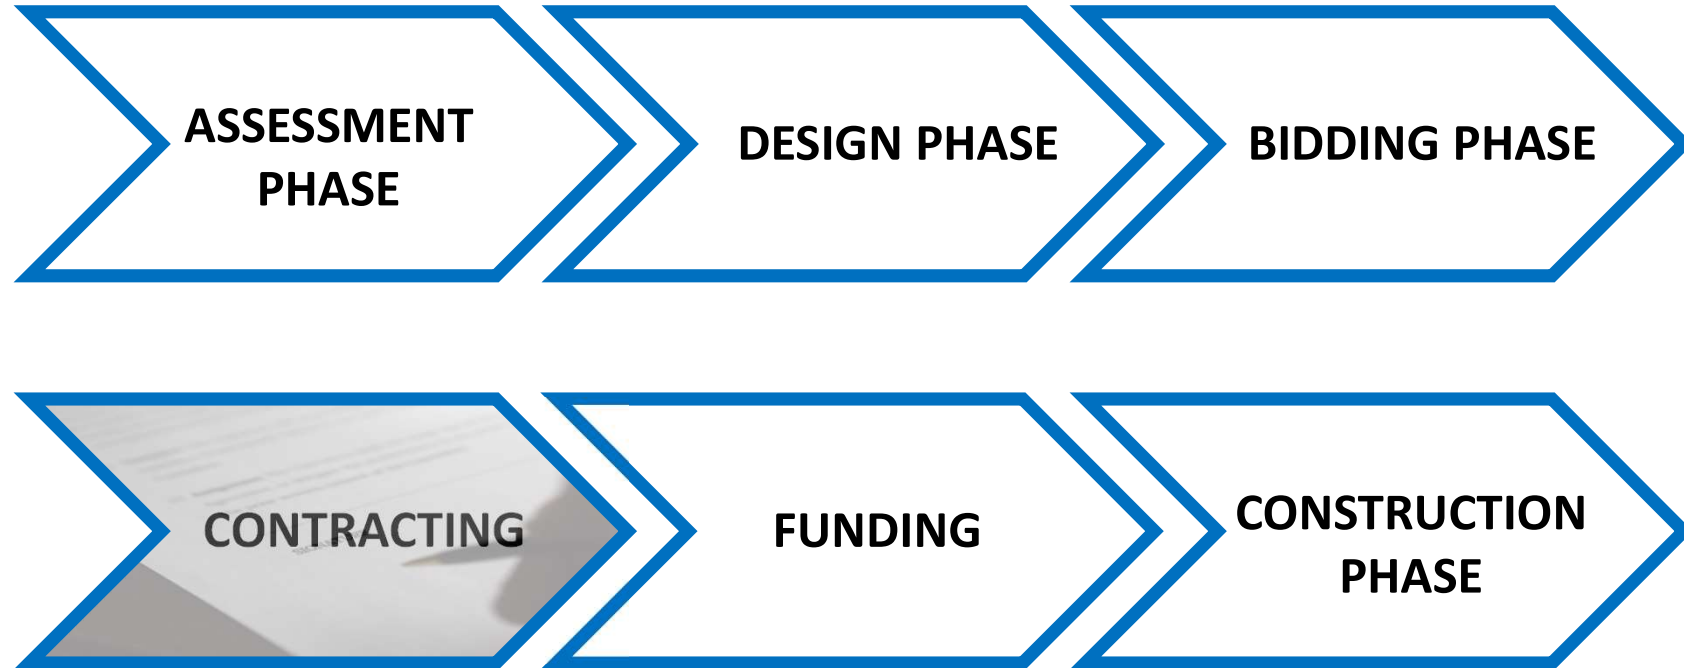 ASSESSMENT
PHASE
DESIGN PHASE
BIDDING PHASE
CONTRACTING
FUNDING
CONSTRUCTION
PHASE